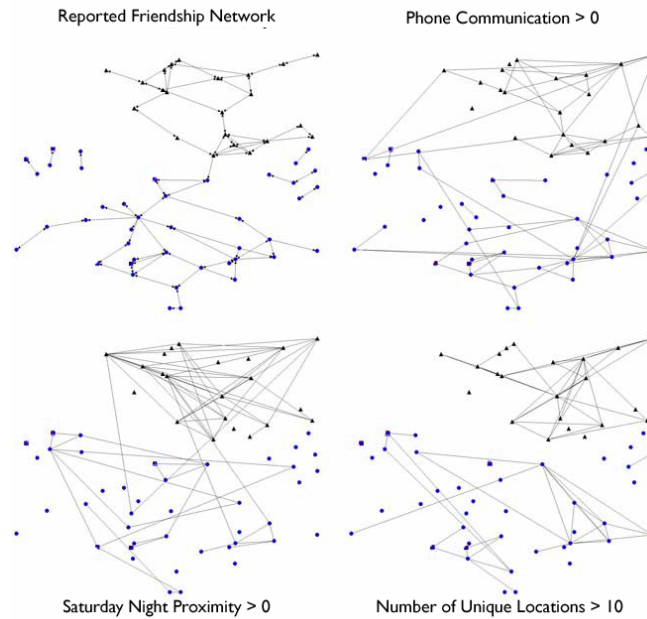 Reported Friendship Network
Phone Communication > 0
Saturday Night Proximity > 0
Number of Unique Locations > 10